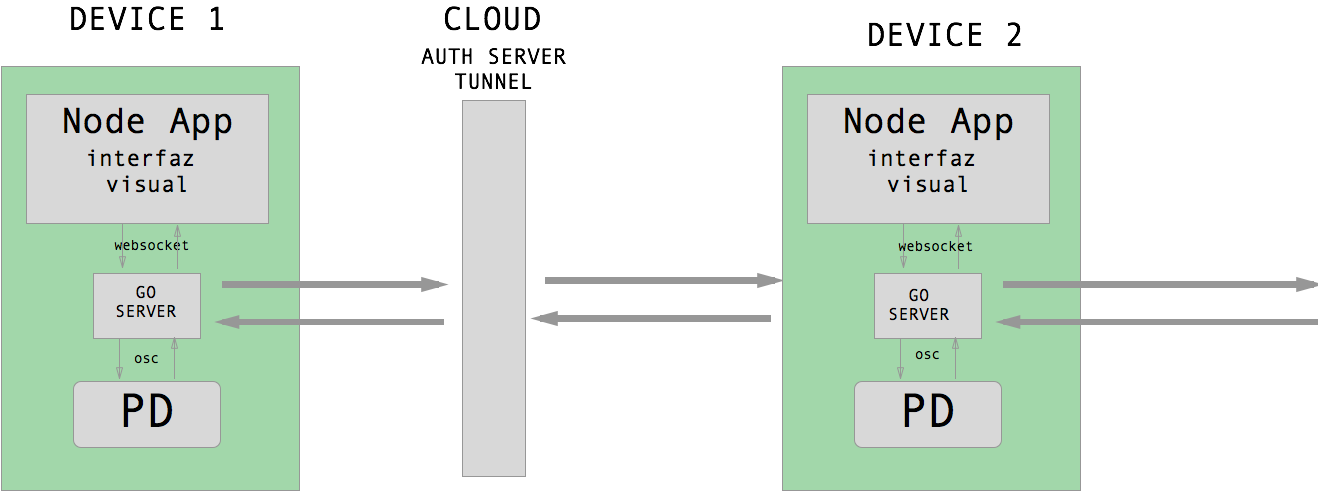 DEVICE 1
CLOUD
AUTH SERVER
TUNNEL
DEVICE 2
Node App
interfaz
visual
websocket
GO
SERVER
osc
PD
Node App
interfaz
visual
websocket
GO
SERVER
osc
PD